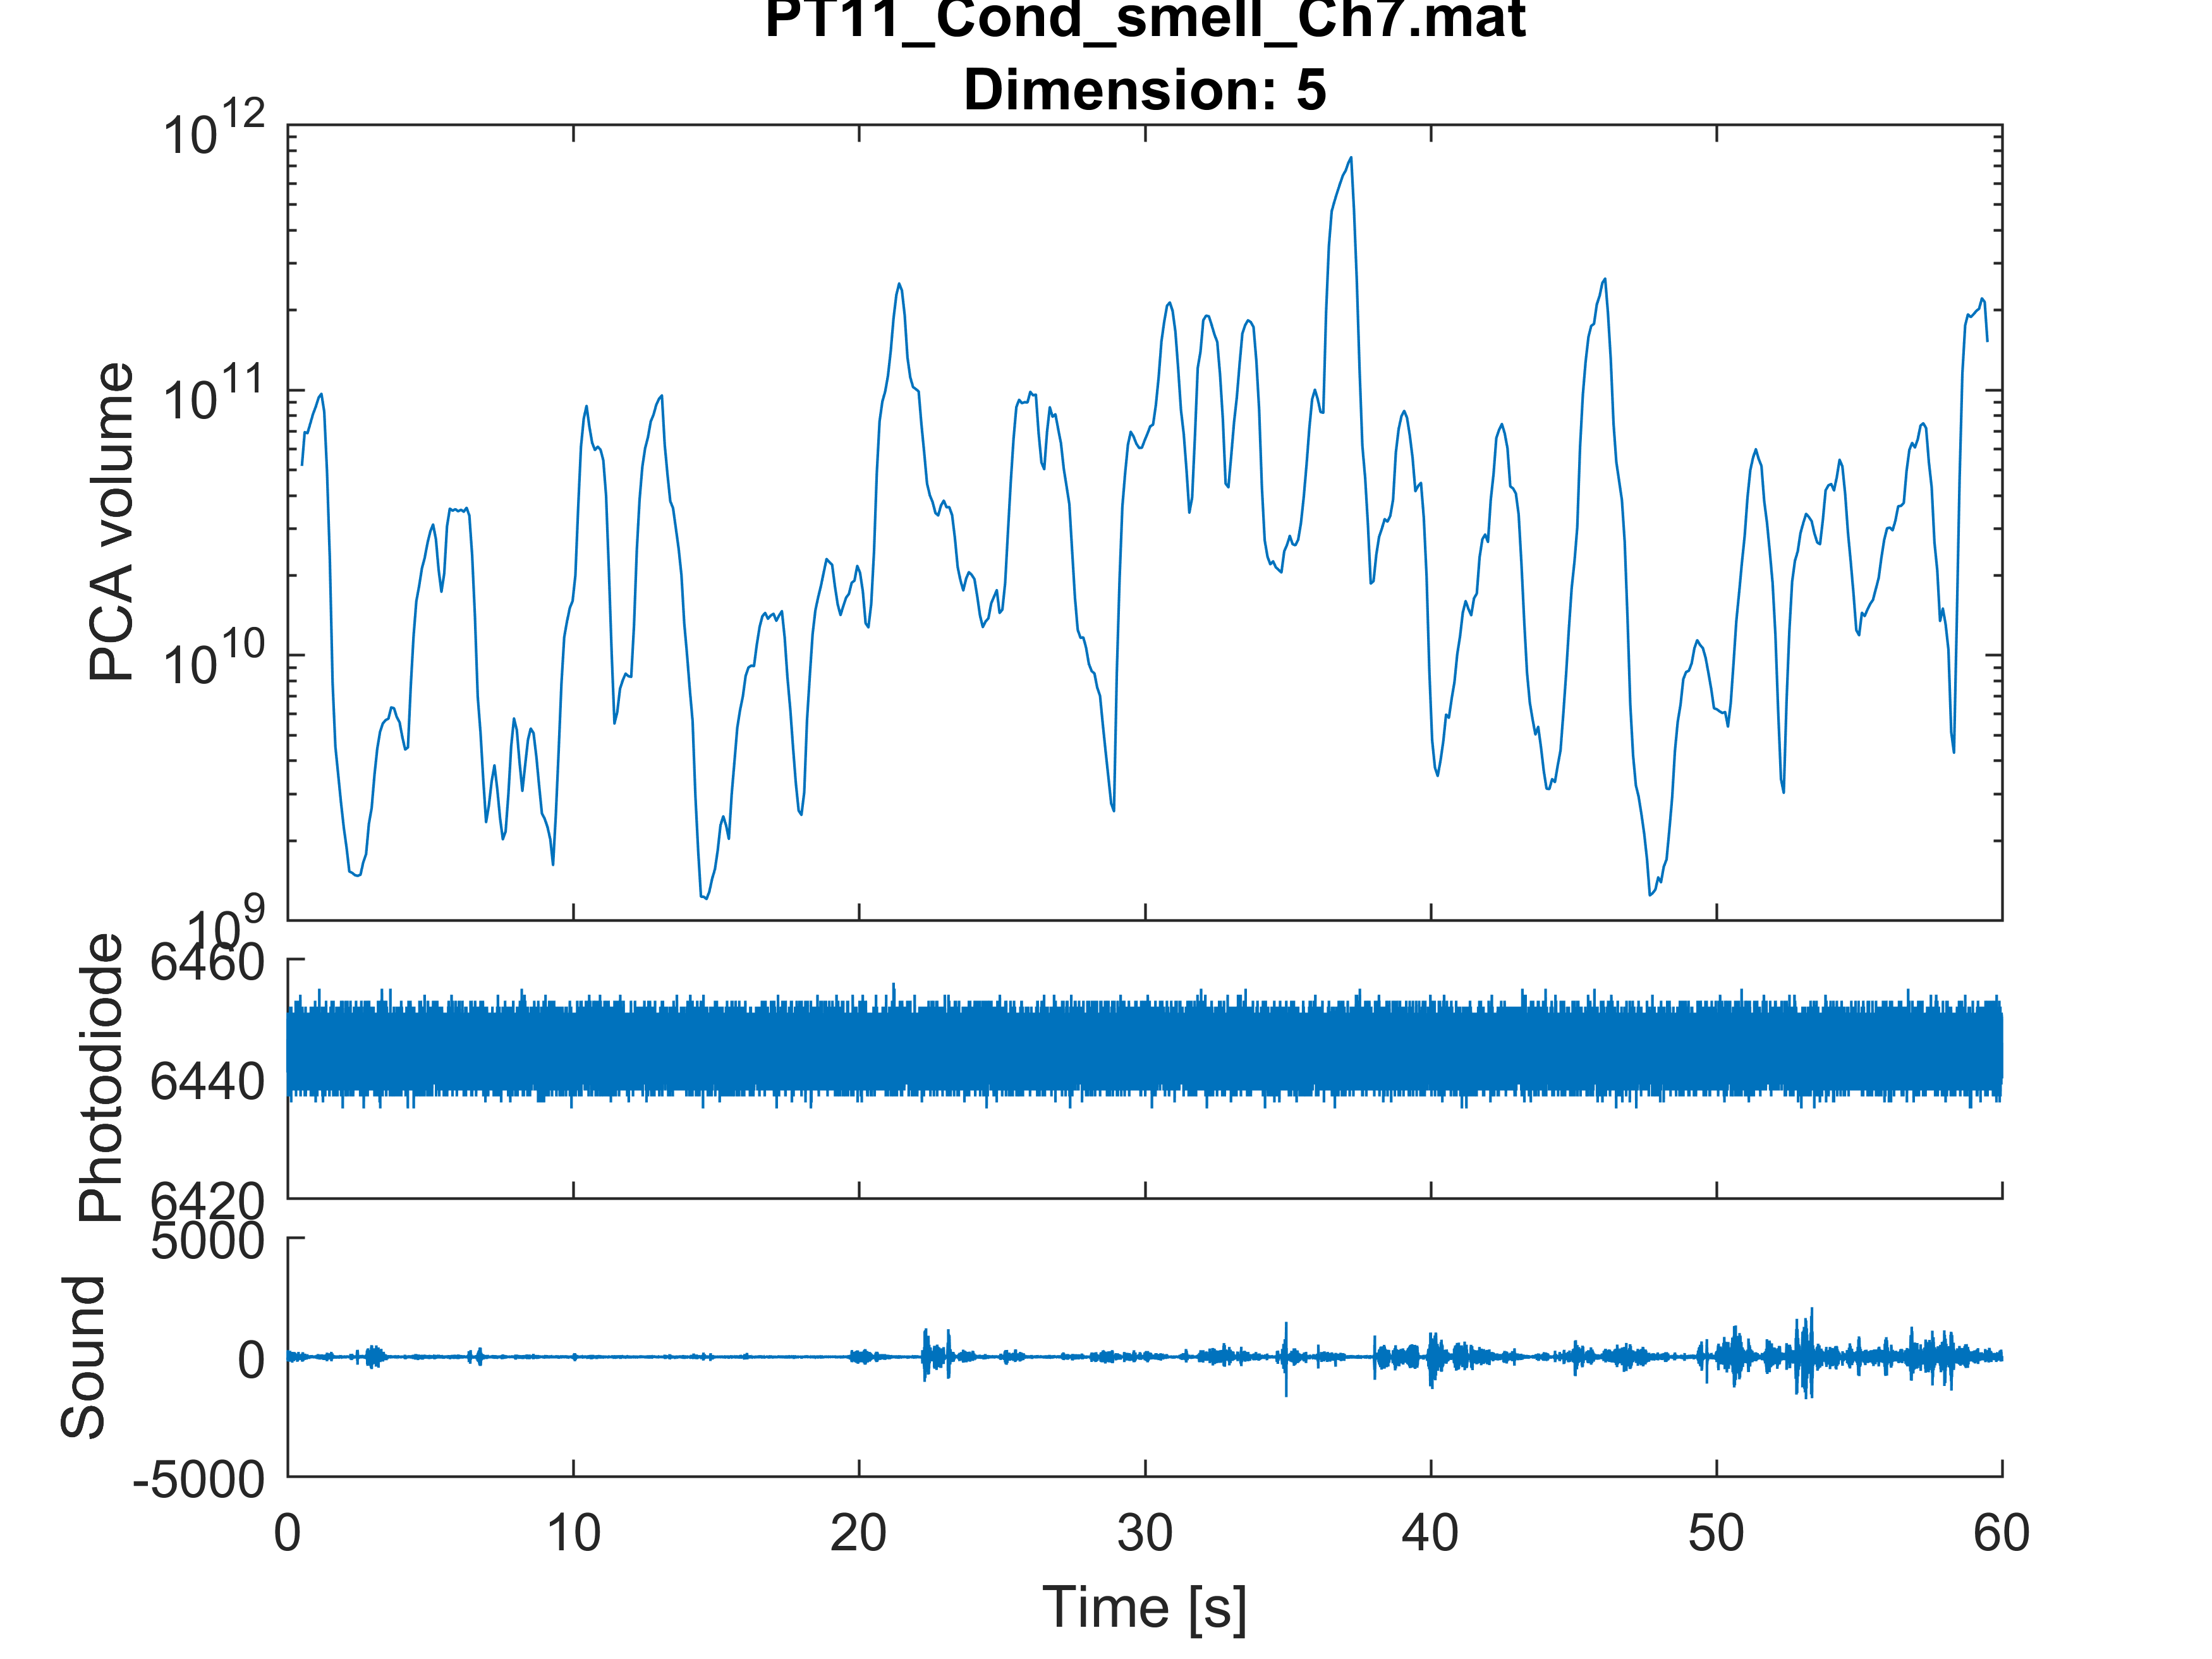 PT11_Cond_smell_Ch7.mat
Dimension: 5
10^12
10^11
10^10
10^9
PCA volume
6460
6440
6420
Photodiode
5000
0
-5000
Sound
0 10 20 30 40 50 60
Time [s]